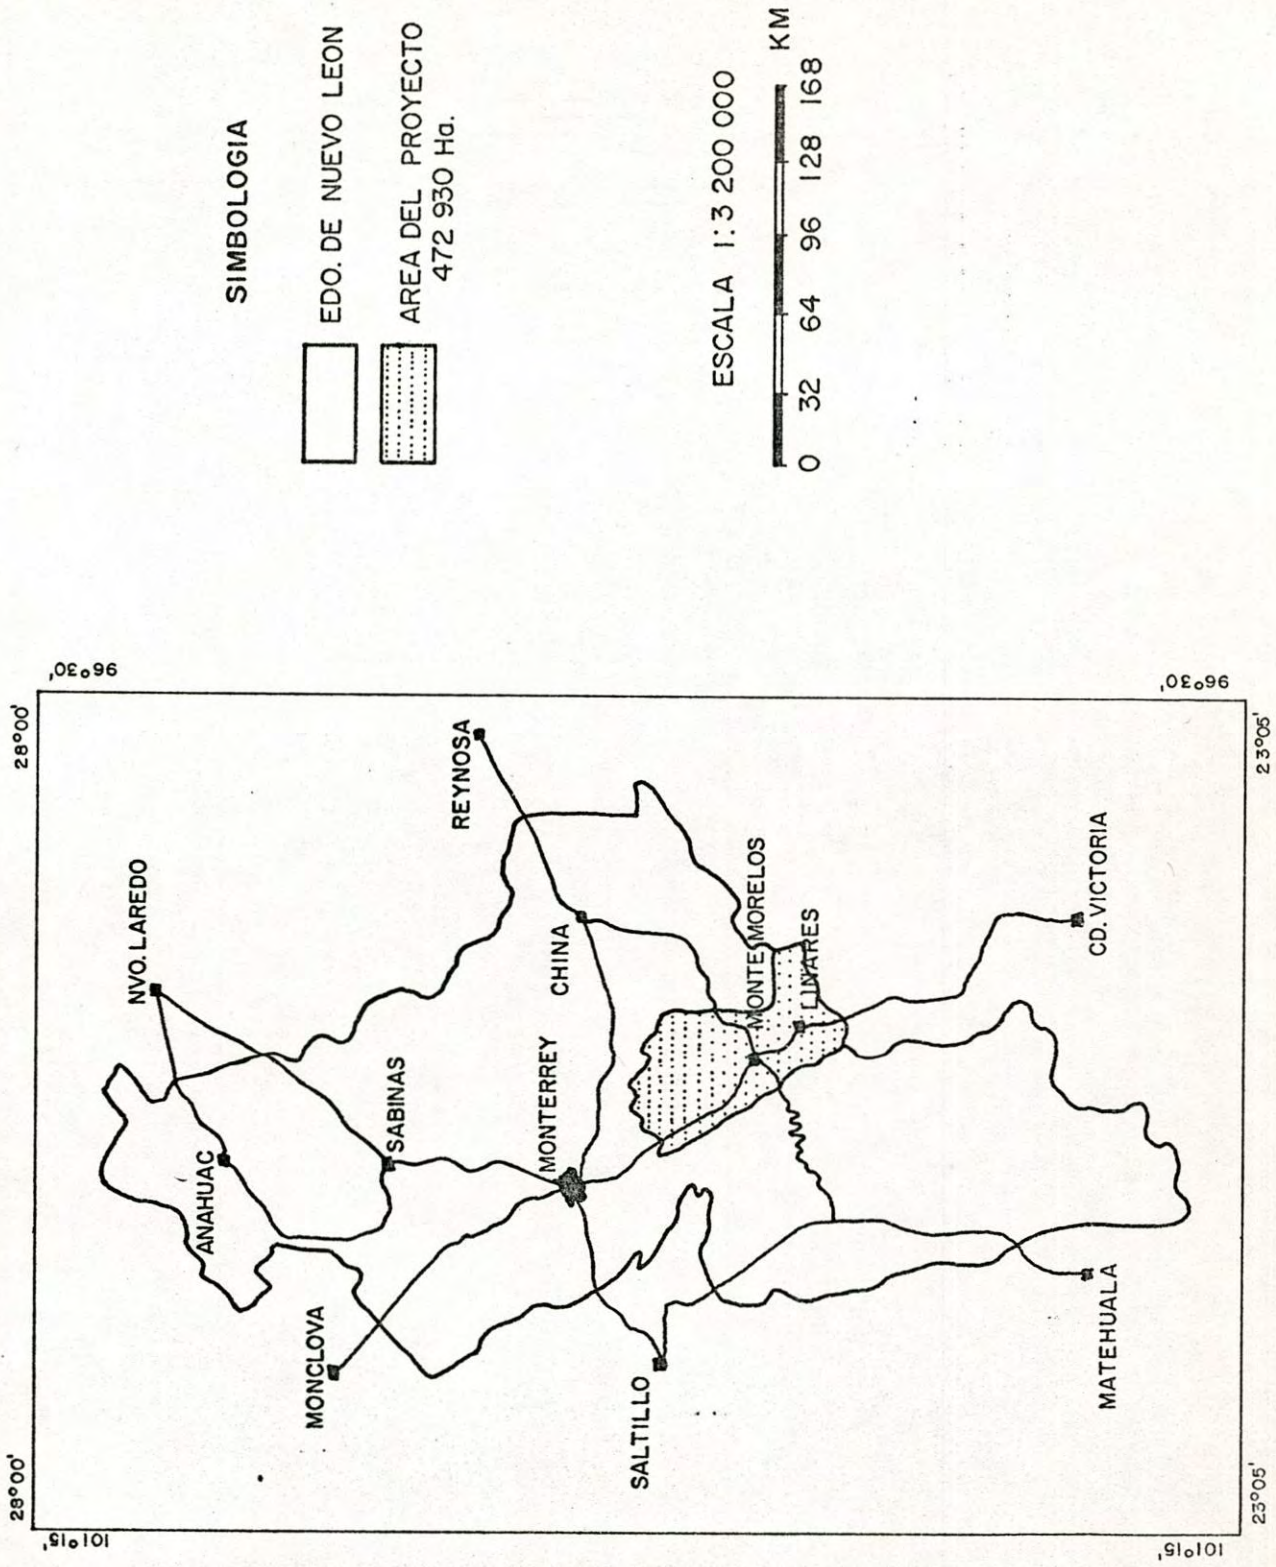 28°00'
28°00'
101°15'
96°30'
NVO. LAREDO
ANAHUAC
SABINAS
MONCLOVA
REYNOSA
MONTERREY
CHINA
SALTILLO
MONTEMORELOS
LINARES
MATEHUALA
CD. VICTORIA
101°15'
96°30'
23°05'
23°05'
SIMBOLOGIA
EDO. DE NUEVO LEON
AREA DEL PROYECTO
472 930 Ha.
ESCALA 1:3 200 000
0 32 64 96 128 168 KM